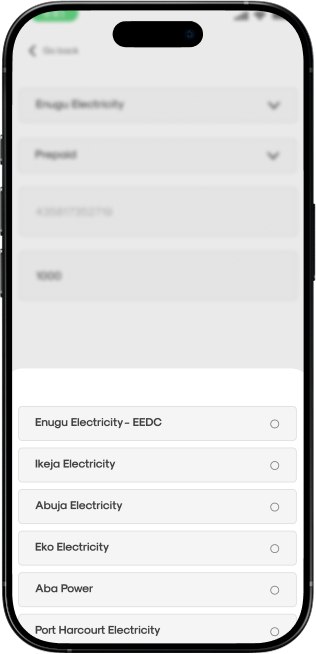 Go back
Enugu Electricity
Prepaid
1000
Enugu Electricity - EEDC
Ikeja Electricity
Abuja Electricity
Eko Electricity
Aba Power
Port Harcourt Electricity